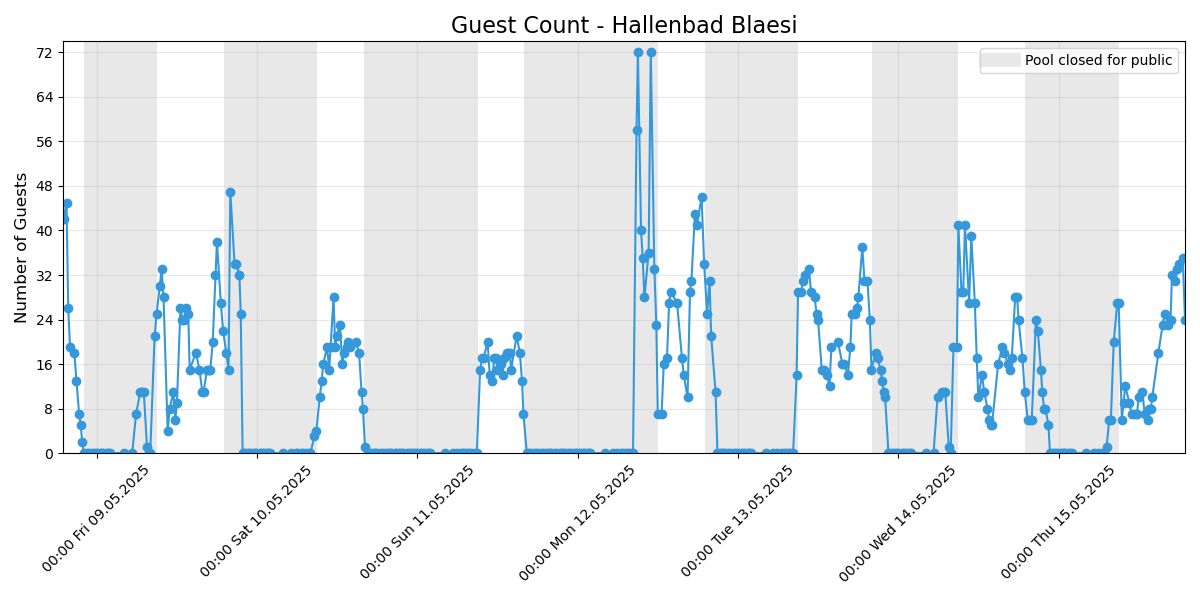 Guest Count - Hallenbad Blaesi
Pool closed for public
Number of Guests
72
64
56
48
40
32
24
16
8
0
00:00 Fri 09.05.2025
00:00 Sat 10.05.2025
00:00 Sun 11.05.2025
00:00 Mon 12.05.2025
00:00 Tue 13.05.2025
00:00 Wed 14.05.2025
00:00 Thu 15.05.2025